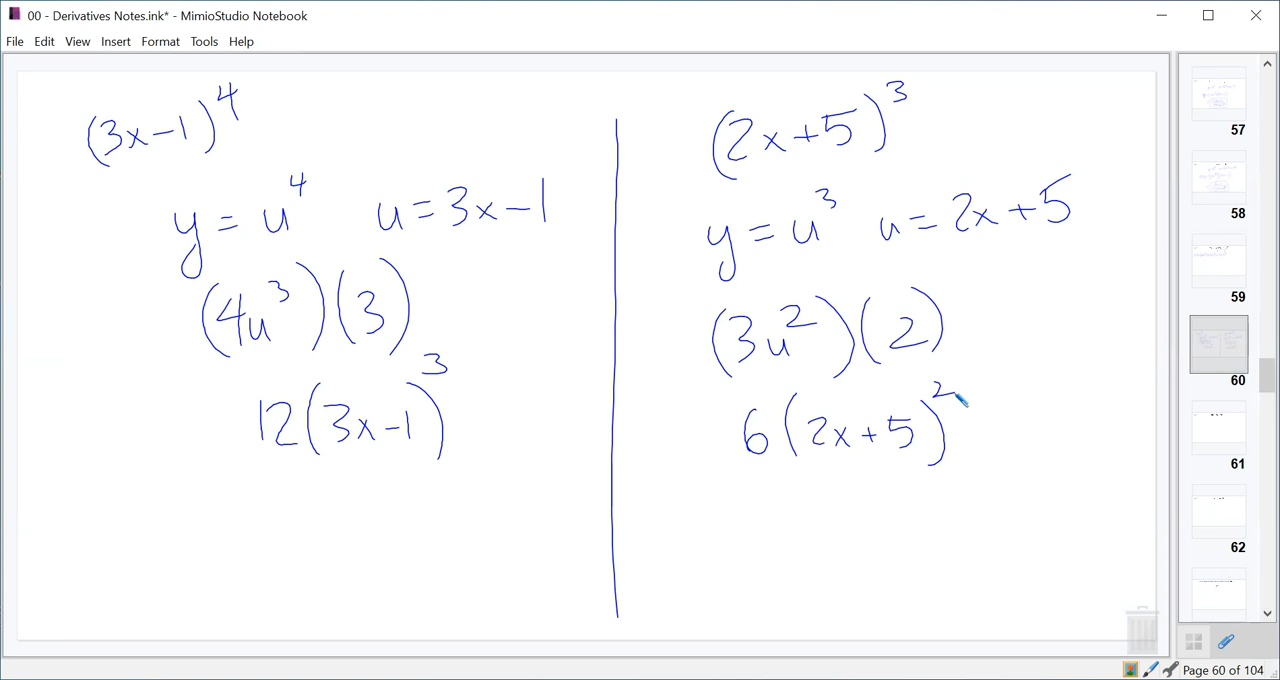 00 - Derivatives Notes.ink* - MimioStudio Notebook
File Edit View Insert Format Tools Help
(3x-1)^4
y = u^4 u = 3x-1
(4u^3)(3)
12(3x-1)^3
(2x+5)^3
y = u^3 u = 2x+5
(3u^2)(2)
6(2x+5)^2
57
58
59
60
61
62
Page 60 of 104